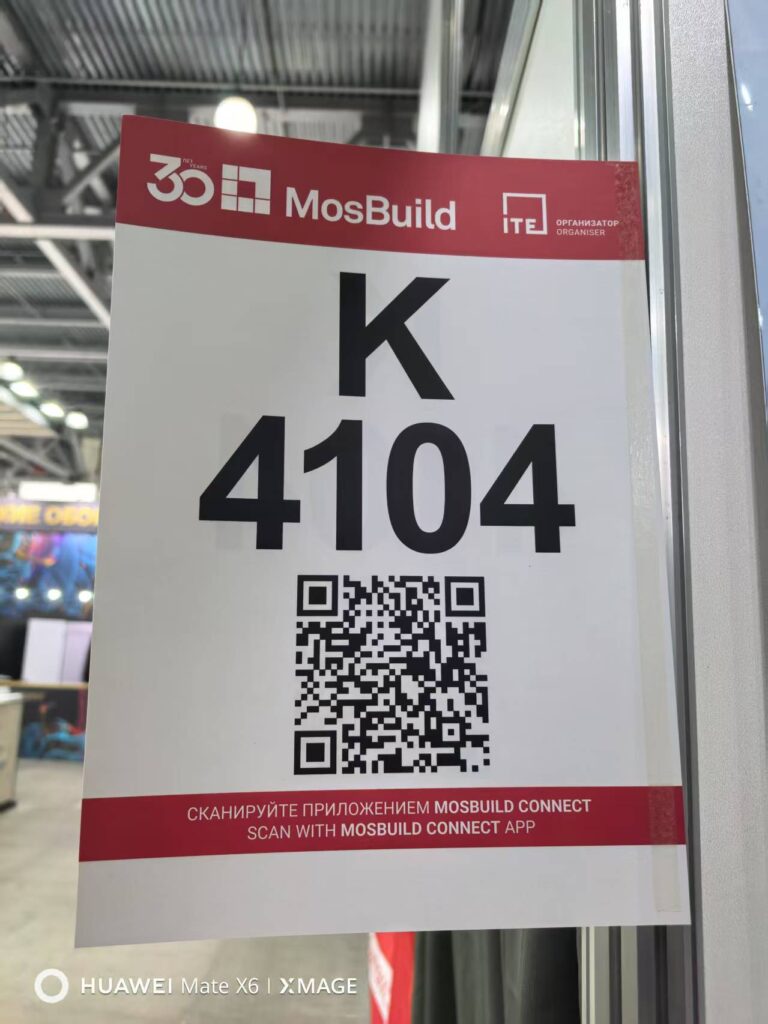 30 ЛЕТ YEARS
MosBuild
ITE ОРГАНИЗАТОР
ORGANISER
K
4104
СКАНИРУЙТЕ ПРИЛОЖЕНИЕМ MOSBUILD CONNECT
SCAN WITH MOSBUILD CONNECT APP
HUAWEI Mate X6 | XMAGE